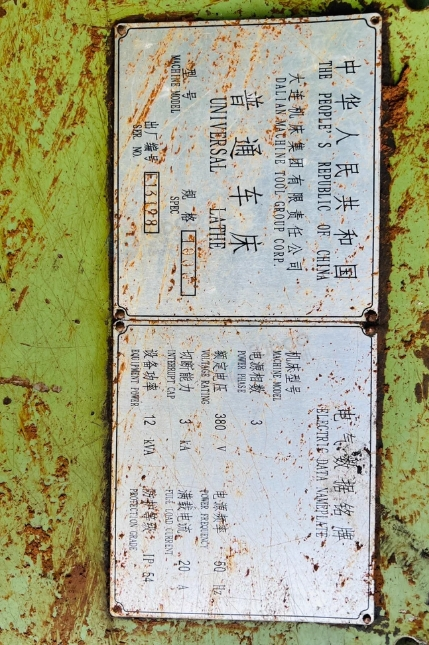 中华人民共和国
THE PEOPLE'S REPUBLIC OF CHINA
大连机床集团有限责任公司
DALIAN MACHINE TOOL GROUP CORP.
普通车床
UNIVERSAL LATHE
型号 规格
MACHINE MODEL SPEC
出厂编号
SER NO.
电气数据铭牌
ELECTRIC DATA NAMEPLATE
机床型号
MACHINE MODEL
电源相数 3 电源频率 50 Hz
POWER PHASE POWER FREQUENCY
额定电压 380 V 满载电流 20 A
VOLTAGE RATING FULL LOAD CURRENT
切断能力 3 kA 防护等级 IP 54
INTERRUPT CAP PROTECTION GRADE
设备功率 12 kVA
EQUIPMENT POWER